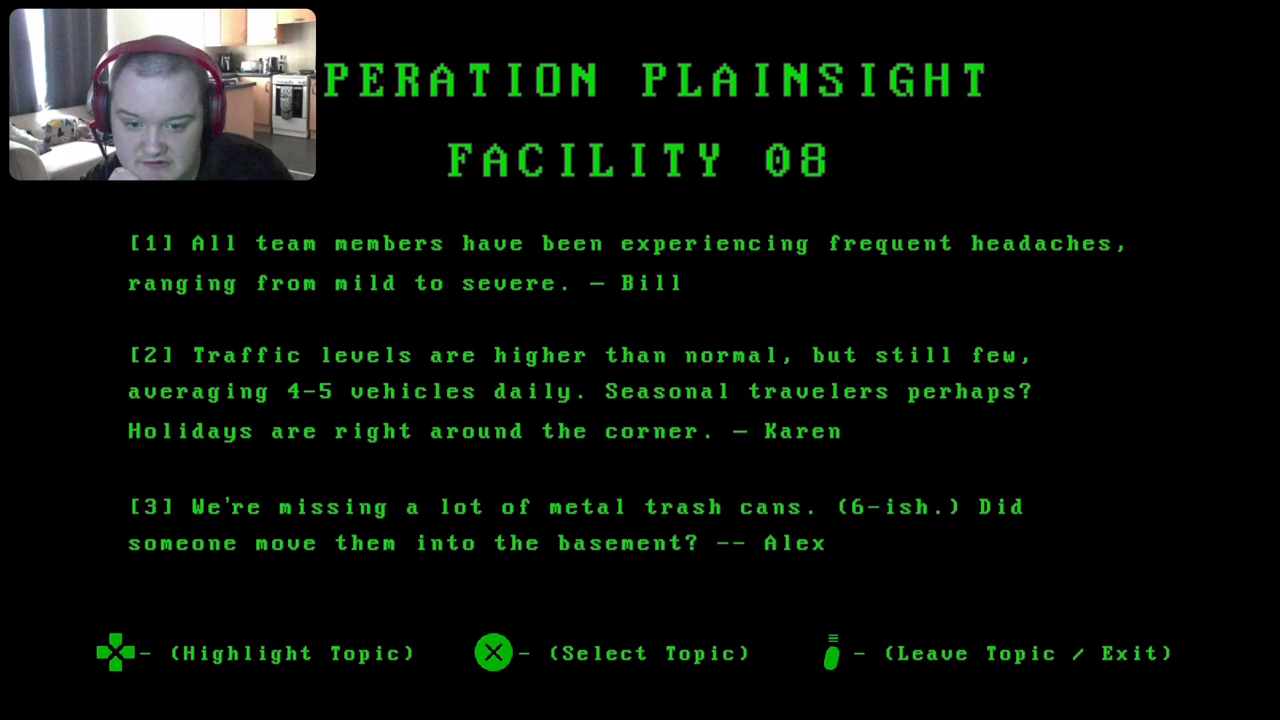 PERATION PLAINSIGHT
FACILITY 08
[1] All team members have been experiencing frequent headaches,
ranging from mild to severe. — Bill
[2] Traffic levels are higher than normal, but still few,
averaging 4-5 vehicles daily. Seasonal travelers perhaps?
Holidays are right around the corner. — Karen
[3] We're missing a lot of metal trash cans. (6-ish.) Did
someone move them into the basement? -- Alex
- (Highlight Topic)
- (Select Topic)
- (Leave Topic / Exit)